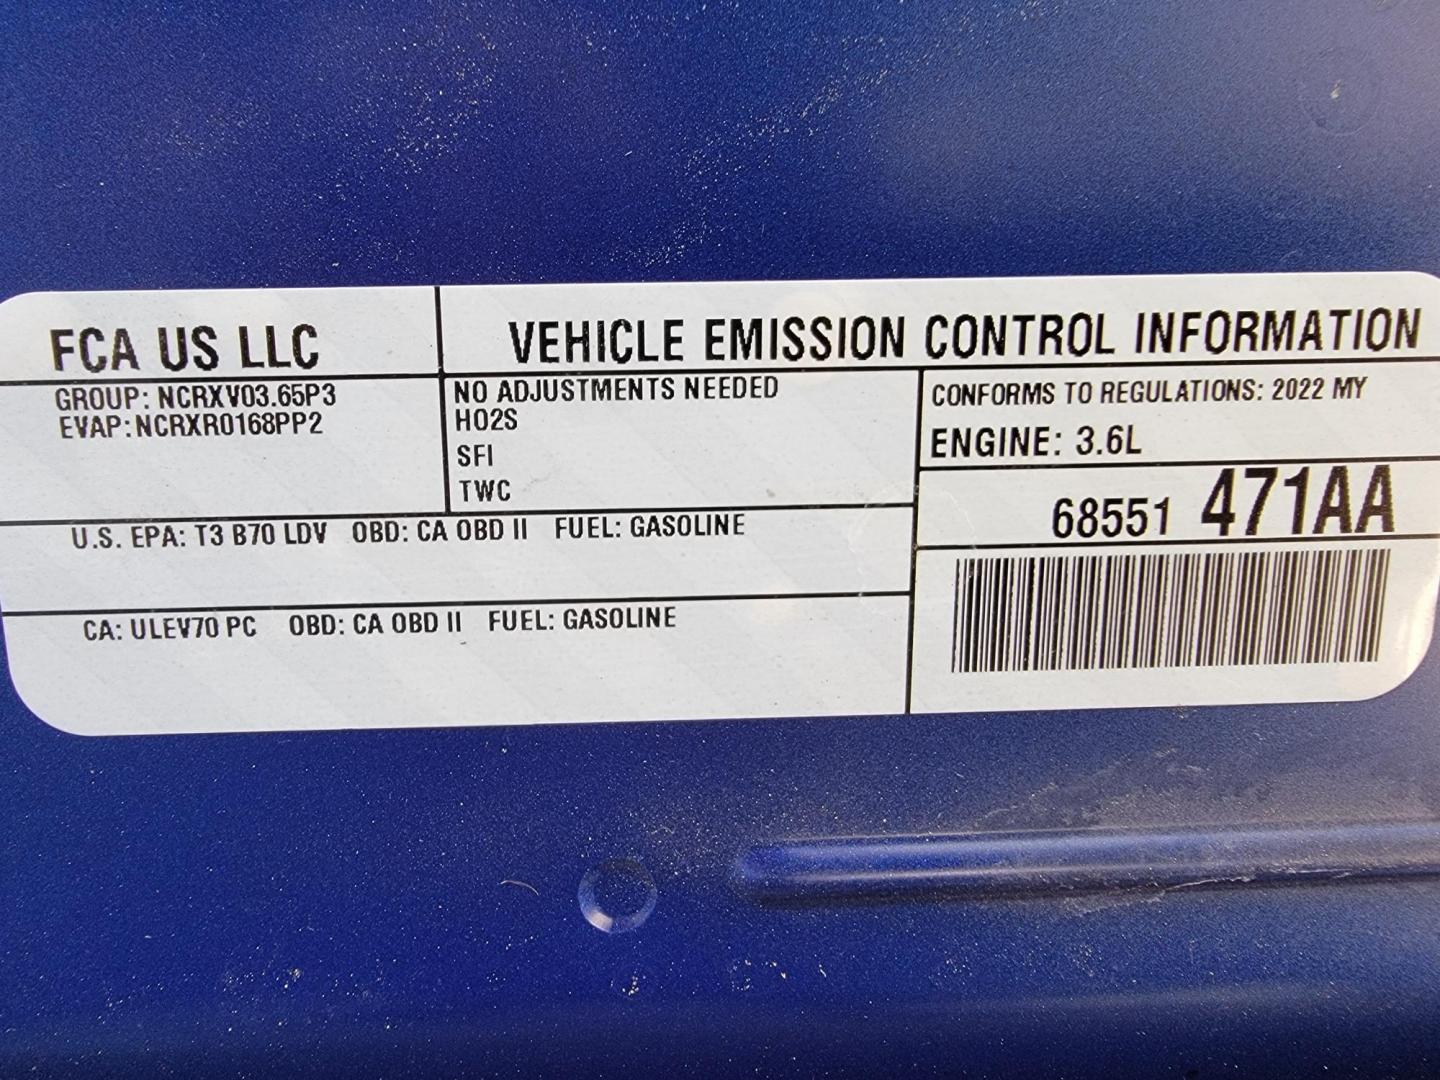 FCA US LLC
VEHICLE EMISSION CONTROL INFORMATION
GROUP: NCRXV03.65P3
EVAP:NCRXR0168PP2
NO ADJUSTMENTS NEEDED
HO2S
SFI
TWC
CONFORMS TO REGULATIONS: 2022 MY
ENGINE: 3.6L
68551 471AA
U.S. EPA: T3 B70 LDV OBD: CA OBD II FUEL: GASOLINE
CA: ULEV70 PC OBD: CA OBD II FUEL: GASOLINE